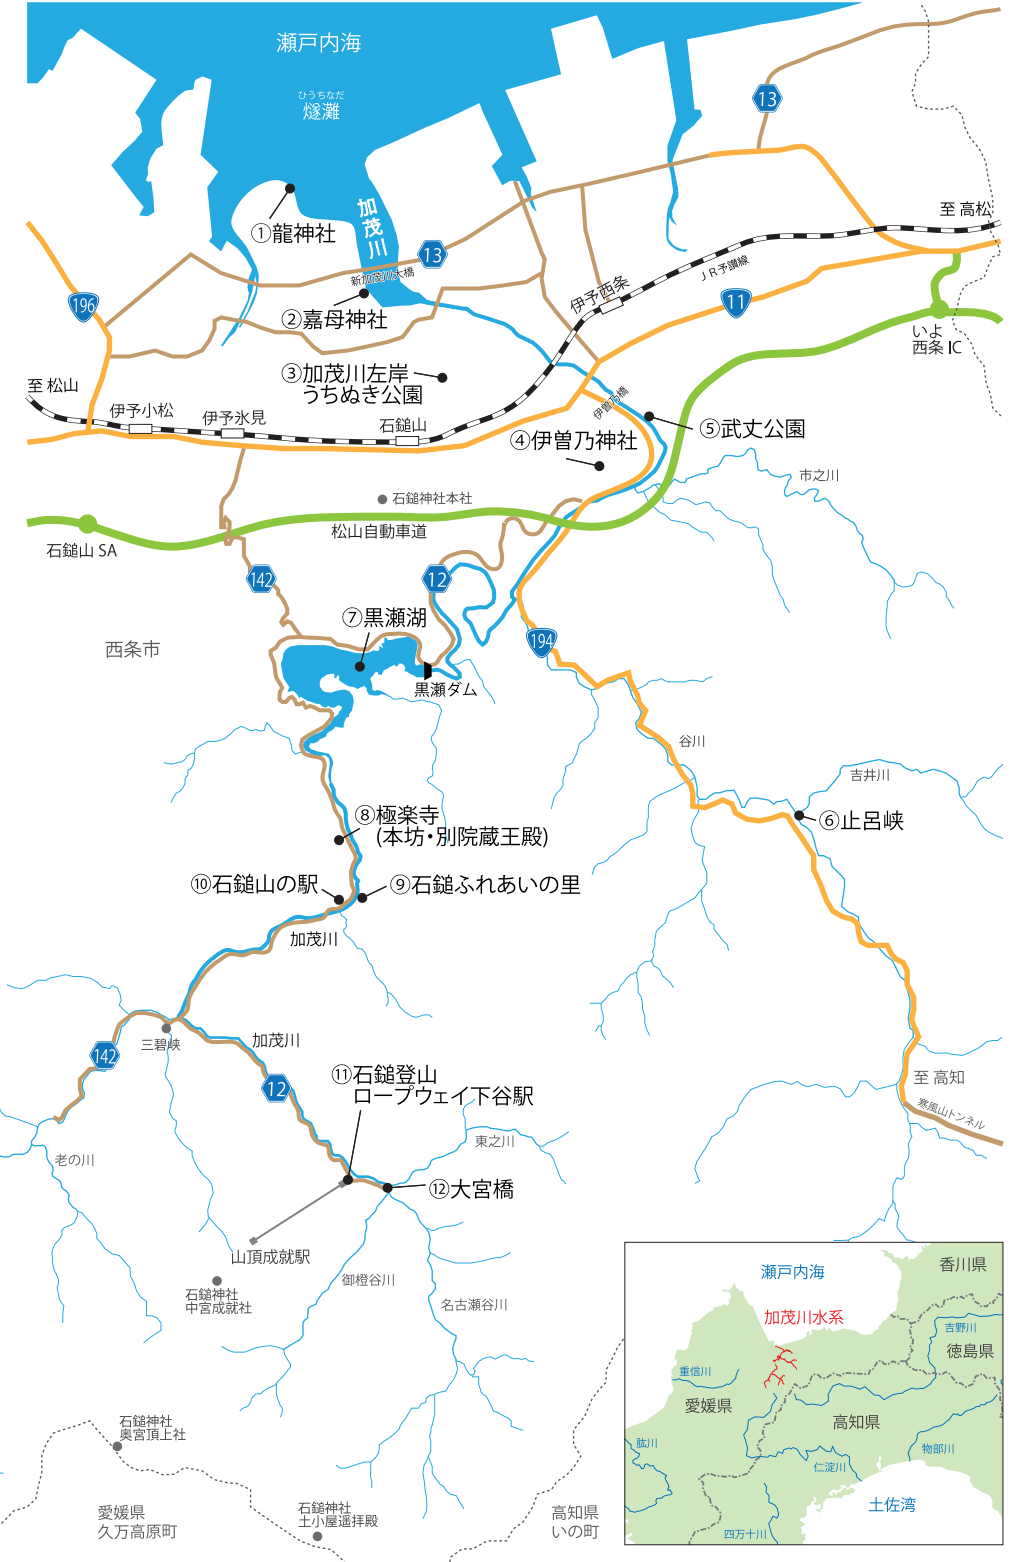 瀬戸内海
ひうちなだ
燧灘
13
至 高松
加茂川
①龍神社
13
新加茂川大橋
JR予讃線
伊予西条
11
196
②嘉母神社
いよ
西条 IC
③加茂川左岸
うちぬき公園
至 松山
伊予小松
伊予氷見
石鎚山
伊曽乃橋
④伊曽乃神社
⑤武丈公園
市之川
石鎚神社本社
松山自動車道
石鎚山 SA
142
12
⑦黒瀬湖
194
西条市
黒瀬ダム
谷川
吉井川
⑧極楽寺
(本坊・別院蔵王殿)
⑥止呂峡
⑩石鎚山の駅
⑨石鎚ふれあいの里
加茂川
三碧峡
加茂川
142
12
⑪石鎚登山
ロープウェイ下谷駅
至 高知
寒風山トンネル
東之川
老の川
⑫大宮橋
山頂成就駅
御橙谷川
石鎚神社
中宮成就社
名古瀬谷川
石鎚神社
奥宮頂上社
愛媛県
久万高原町
石鎚神社
土小屋遥拝殿
高知県
いの町
瀬戸内海
香川県
加茂川水系
吉野川
徳島県
重信川
愛媛県
高知県
肱川
物部川
仁淀川
土佐湾
四万十川